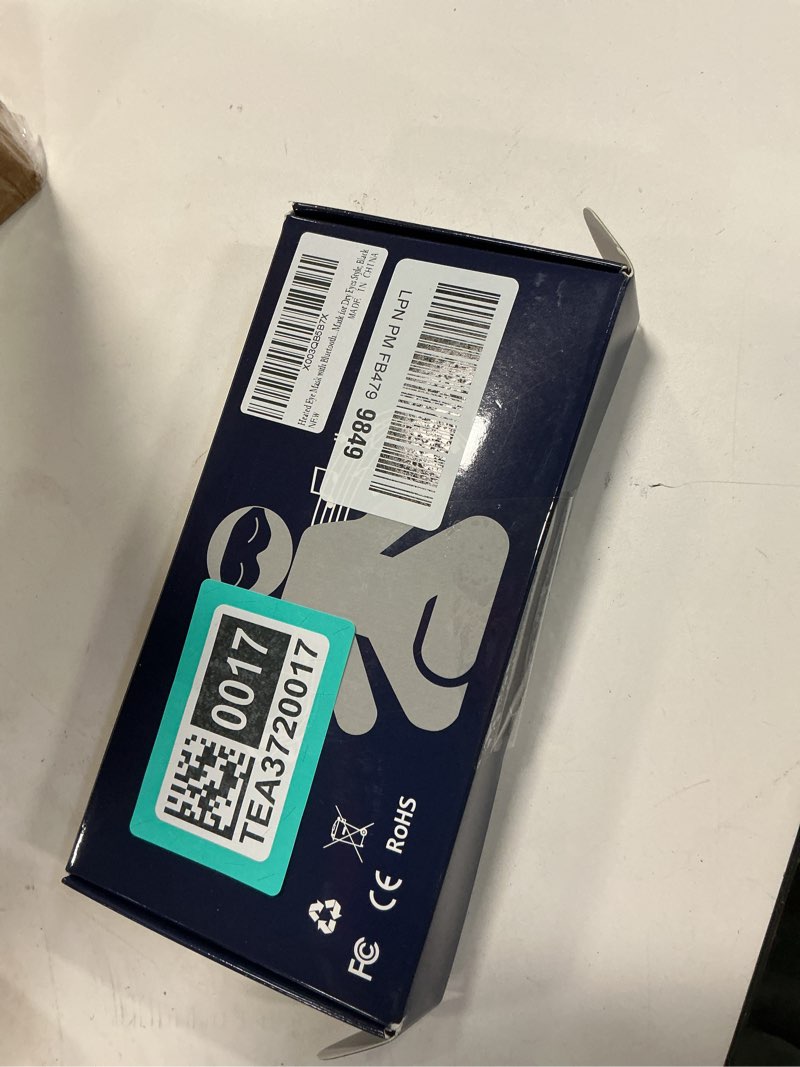 X003QB5B7X
Heated Eye Mask with Bluetooth...Mask for Dry Eyes Style, Black
NEW
MADE IN CHINA
LPN PM FB479 9849
0017
TEA3720017
FC CE RoHS